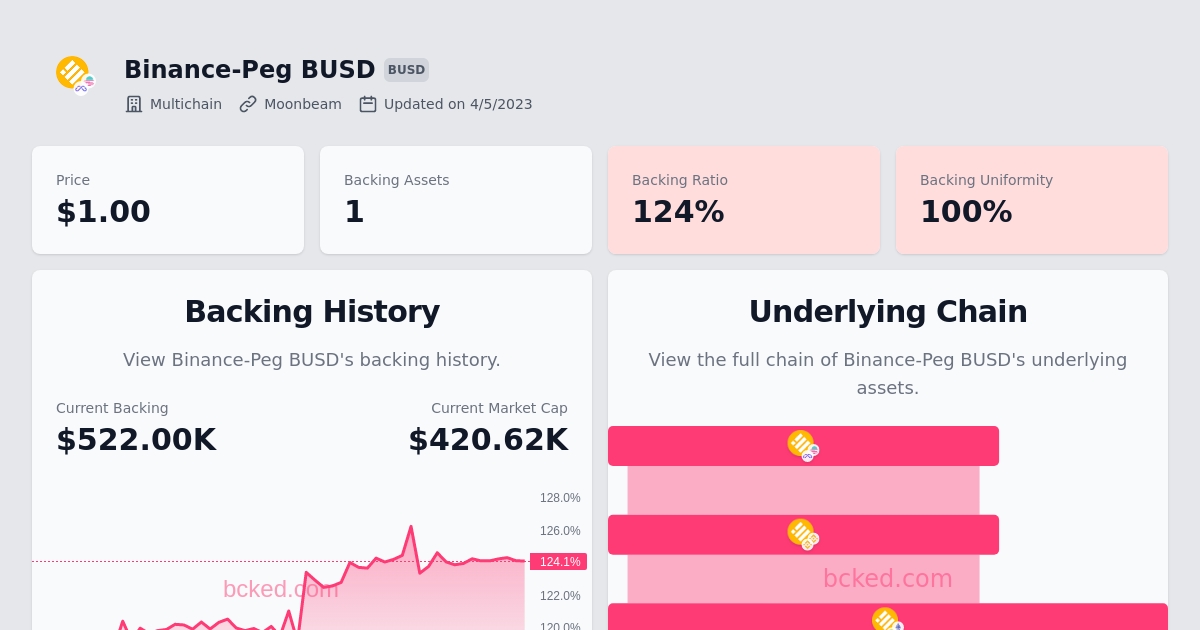 Binance-Peg BUSD BUSD
Multichain Moonbeam Updated on 4/5/2023
Price
$1.00
Backing Assets
1
Backing Ratio
124%
Backing Uniformity
100%
Backing History
View Binance-Peg BUSD's backing history.
Current Backing
$522.00K
Current Market Cap
$420.62K
128.0%
126.0%
124.1%
122.0%
120.0%
bcked.com
Underlying Chain
View the full chain of Binance-Peg BUSD's underlying
assets.
bcked.com